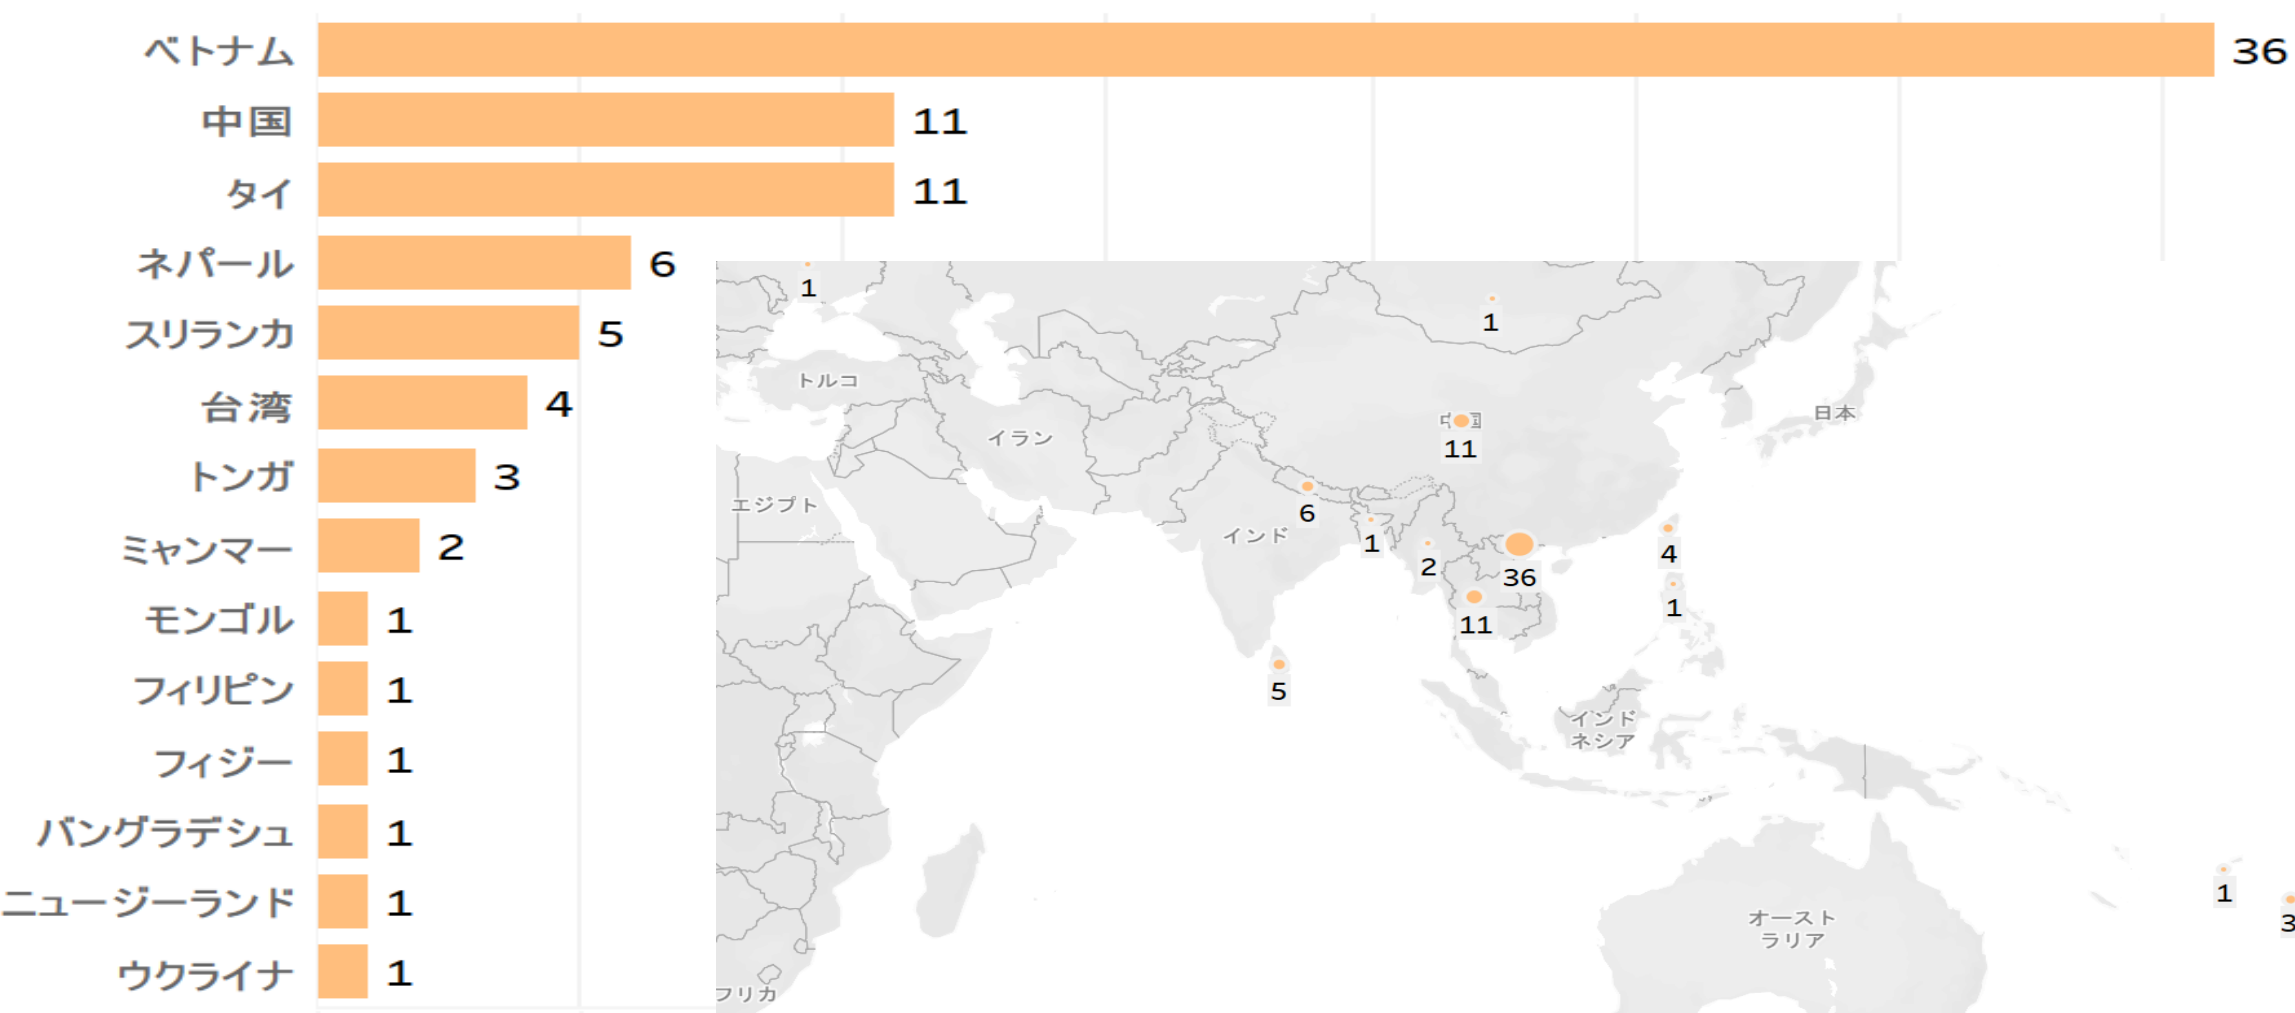 ベトナム 36
中国 11
タイ 11
ネパール 6
スリランカ 5
台湾 4
トンガ 3
ミャンマー 2
モンゴル 1
フィリピン 1
フィジー 1
バングラデシュ 1
ニュージーランド 1
ウクライナ 1
1
1
トルコ
日本
イラン
中国
11
エジプト
6
インド
1
2
36
4
11
1
5
インド
ネシア
オースト
ラリア
1
3
フリカ